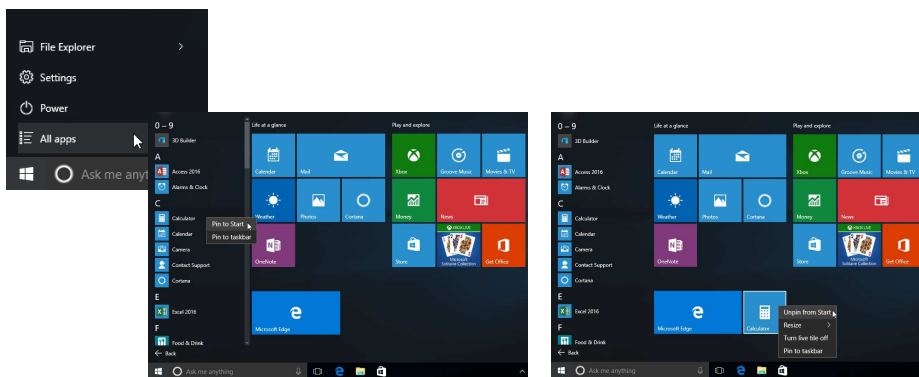 File Explorer
Settings
Power
All apps
Ask me anyt
0 – 9
3D Builder
A
Access 2016
Alarms & Clock
C
Calculator
Calendar
Camera
Contact Support
Cortana
E
Excel 2016
F
Food & Drink
Back
Pin to Start
Pin to taskbar
Life at a glance
Play and explore
Calendar
Mail
Xbox
Groove Music
Movies & TV
Weather
Photos
Cortana
Money
News
OneNote
Store
XBOX LIVE
Microsoft
Solitaire Collection
Get Office
Microsoft Edge
Ask me anything
0 – 9
3D Builder
A
Access 2016
Alarms & Clock
C
Calculator
Calendar
Camera
Contact Support
Cortana
E
Excel 2016
F
Food & Drink
Back
Life at a glance
Play and explore
Calendar
Mail
Xbox
Groove Music
Movies & TV
Weather
Photos
Cortana
Money
News
OneNote
Store
XBOX LIVE
Microsoft
Solitaire Collection
Get Office
Microsoft Edge
Calculator
Unpin from Start
Resize
Turn live tile off
Pin to taskbar
Ask me anything